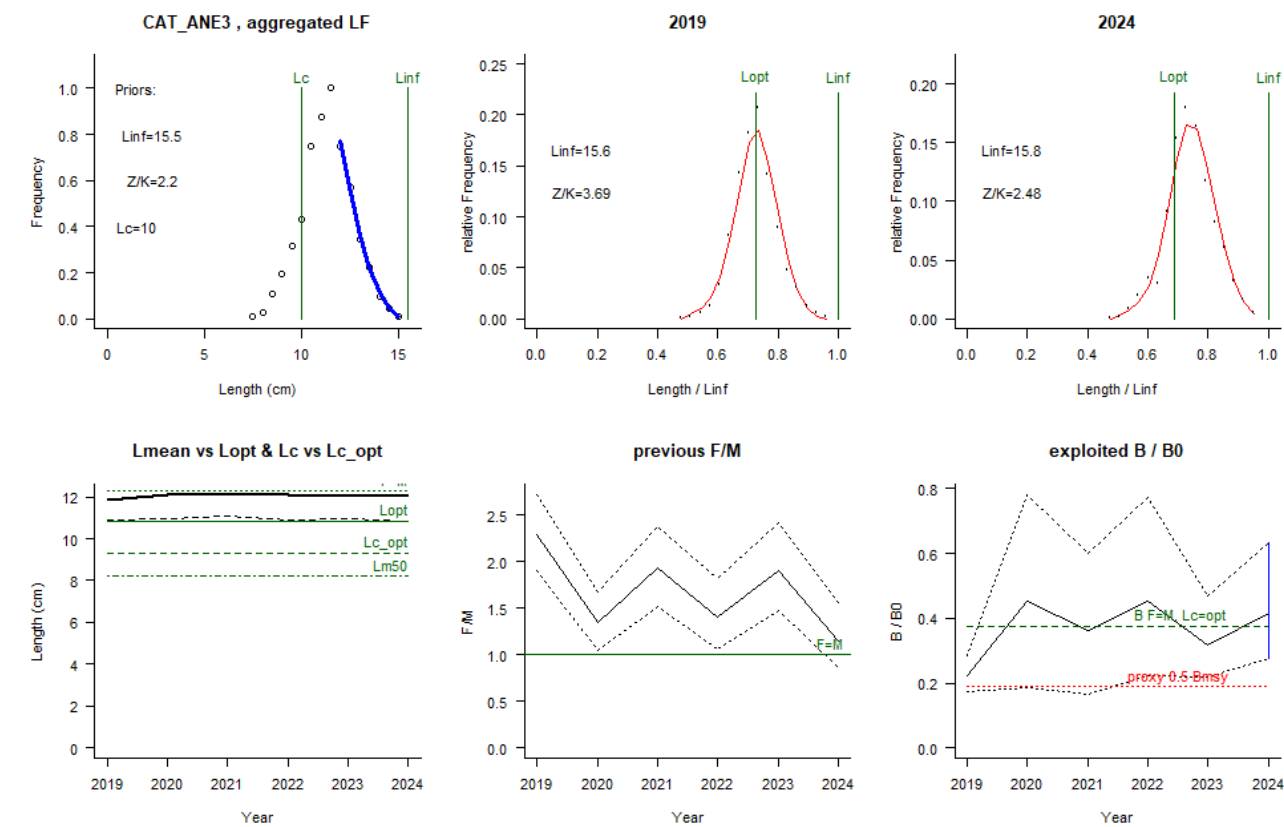 CAT_ANE3 , aggregated LF
Frequency
1.0
0.8
0.6
0.4
0.2
0.0
Priors:
Linf=15.5
Z/K=2.2
Lc=10
Lc
Linf
0
5
10
15
Length (cm)
2019
relative Frequency
0.25
0.20
0.15
0.10
0.05
0.00
Linf=15.6
Z/K=3.69
Lopt
Linf
0.0
0.2
0.4
0.6
0.8
1.0
Length / Linf
2024
relative Frequency
0.20
0.15
0.10
0.05
0.00
Linf=15.8
Z/K=2.48
Lopt
Linf
0.0
0.2
0.4
0.6
0.8
1.0
Length / Linf
Lmean vs Lopt & Lc vs Lc_opt
Length (cm)
12
10
8
6
4
2
0
Lopt
Lc_opt
Lm50
2019
2020
2021
2022
2023
2024
Year
previous F/M
F/M
2.5
2.0
1.5
1.0
0.5
0.0
F=M
2019
2020
2021
2022
2023
2024
Year
exploited B / B0
B / B0
0.8
0.6
0.4
0.2
0.0
B F=M, Lc=opt
proxy 0.5 Bmsy
2019
2020
2021
2022
2023
2024
Year